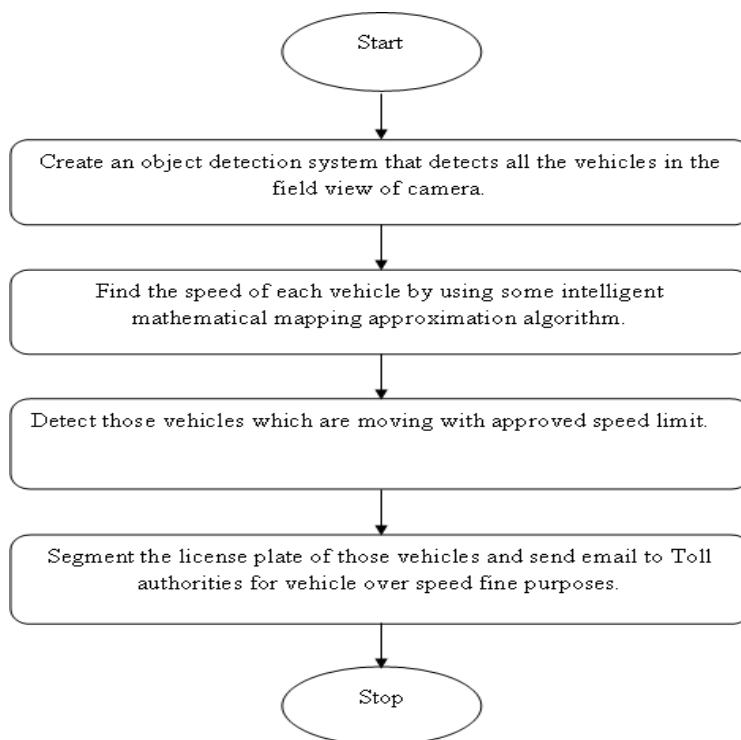 Start
Create an object detection system that detects all the vehicles in the
field view of camera.
Find the speed of each vehicle by using some intelligent
mathematical mapping approximation algorithm.
Detect those vehicles which are moving with approved speed limit.
Segment the license plate of those vehicles and send email to Toll
authorities for vehicle over speed fine purposes.
Stop